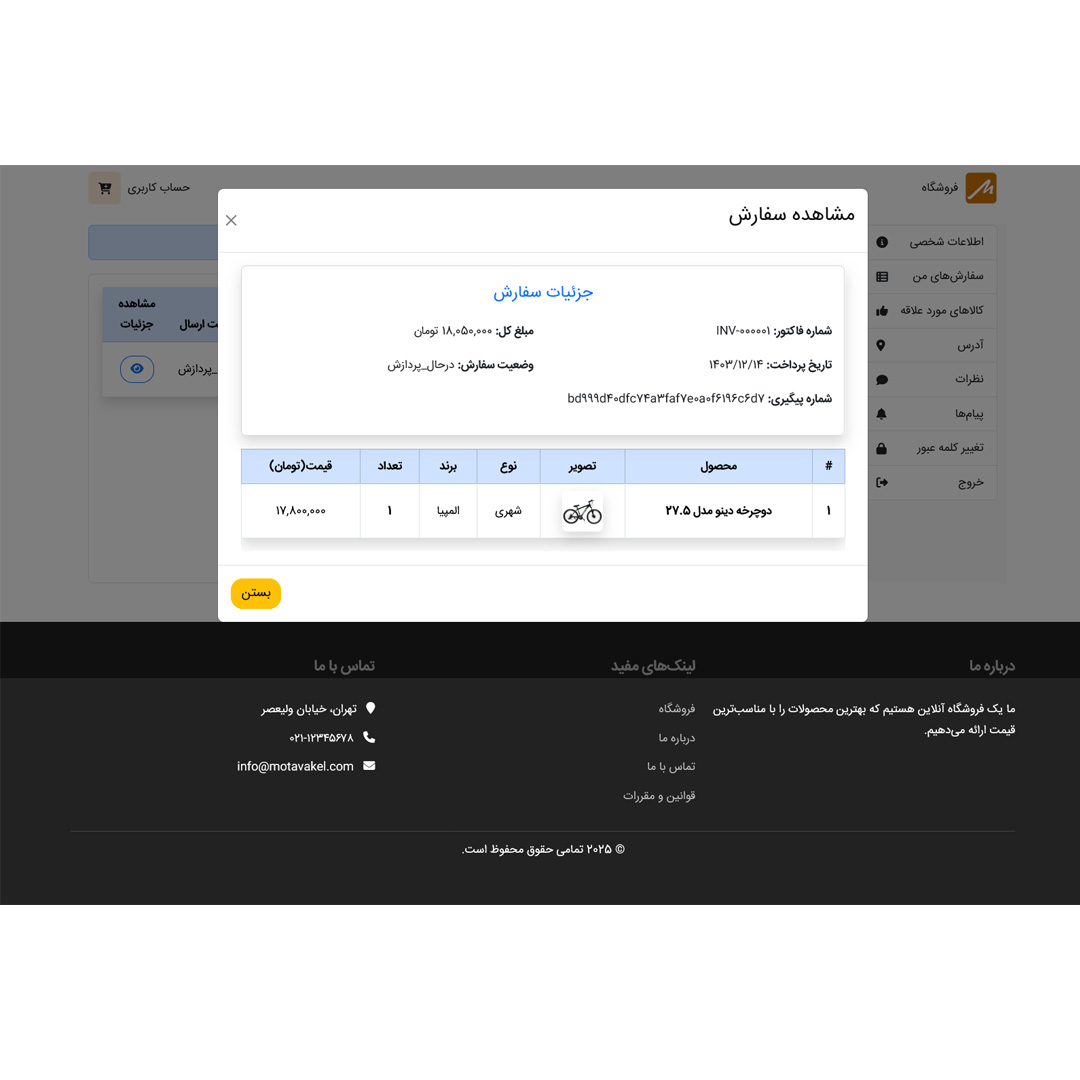 فروشگاه
حساب کاربری
اطلاعات شخصی
سفارش‌های من
کالاهای مورد علاقه
آدرس
نظرات
پیام‌ها
تغییر کلمه عبور
خروج
مشاهده سفارش
جزئیات سفارش
شماره فاکتور: INV-۰۰۰۰۰۱ مبلغ کل: ۱۸,۰۵۰,۰۰۰ تومان
تاریخ پرداخت: ۱۴۰۳/۱۲/۱۴ وضعیت سفارش: درحال_پردازش
شماره پیگیری: bd۹۹۹d۴۰dfc۷۴a۳faf۷e۰a۰f۶۱۹۶c۶d۷
# محصول تصویر نوع برند تعداد قیمت(تومان)
۱ دوچرخه دینو مدل ۲۷.۵ شهری المپیا ۱ ۱۷,۸۰۰,۰۰۰
بستن
ارسال
مشاهده
جزئیات
_پردازش
درباره ما
ما یک فروشگاه آنلاین هستیم که بهترین محصولات را با مناسب‌ترین
قیمت ارائه می‌دهیم.
لینک‌های مفید
فروشگاه
درباره ما
تماس با ما
قوانین و مقررات
تماس با ما
تهران، خیابان ولیعصر
۰۲۱-۱۲۳۴۵۶۷۸
info@motavakel.com
© ۲۰۲۵ تمامی حقوق محفوظ است.